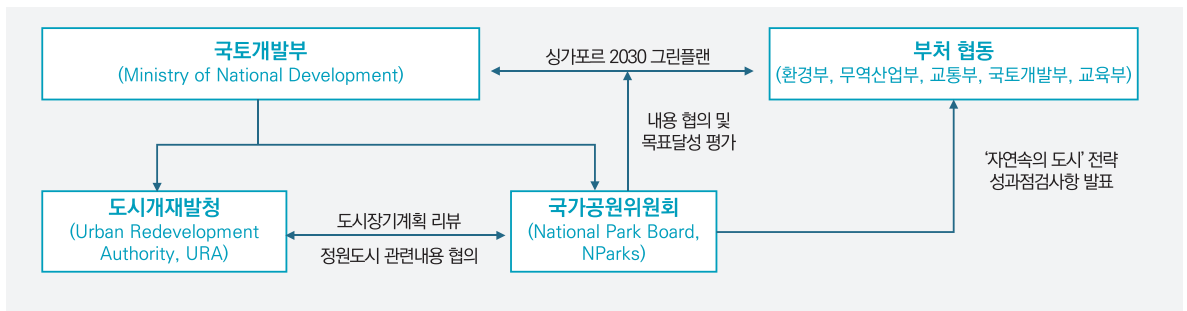 국토개발부
(Ministry of National Development)
싱가포르 2030 그린플랜
부처 협동
(환경부, 무역산업부, 교통부, 국토개발부, 교육부)
내용 협의 및
목표달성 평가
‘자연속의 도시’ 전략
성과점검사항 발표
도시개재발청
(Urban Redevelopment
Authority, URA)
도시장기계획 리뷰
정원도시 관련내용 협의
국가공원위원회
(National Park Board,
NParks)